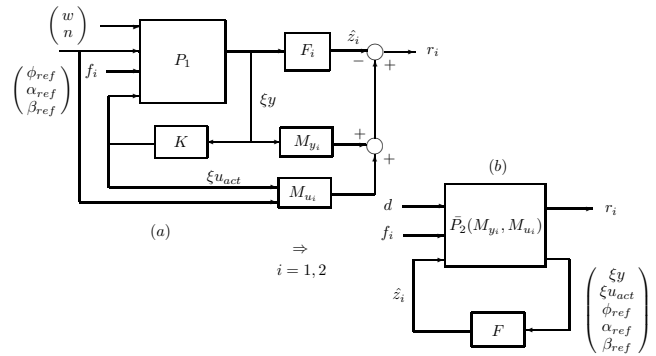 w
n
ϕ_ref
α_ref
β_ref
f_i
P_1
F_i
ẑ_i
−
+
r_i
ξy
K
M_{y_i}
+
+
ξu_act
M_{u_i}
(a)
⇒
i = 1, 2
(b)
d
f_i
P̄_2(M_{y_i}, M_{u_i})
r_i
ẑ_i
F
ξy
ξu_act
ϕ_ref
α_ref
β_ref